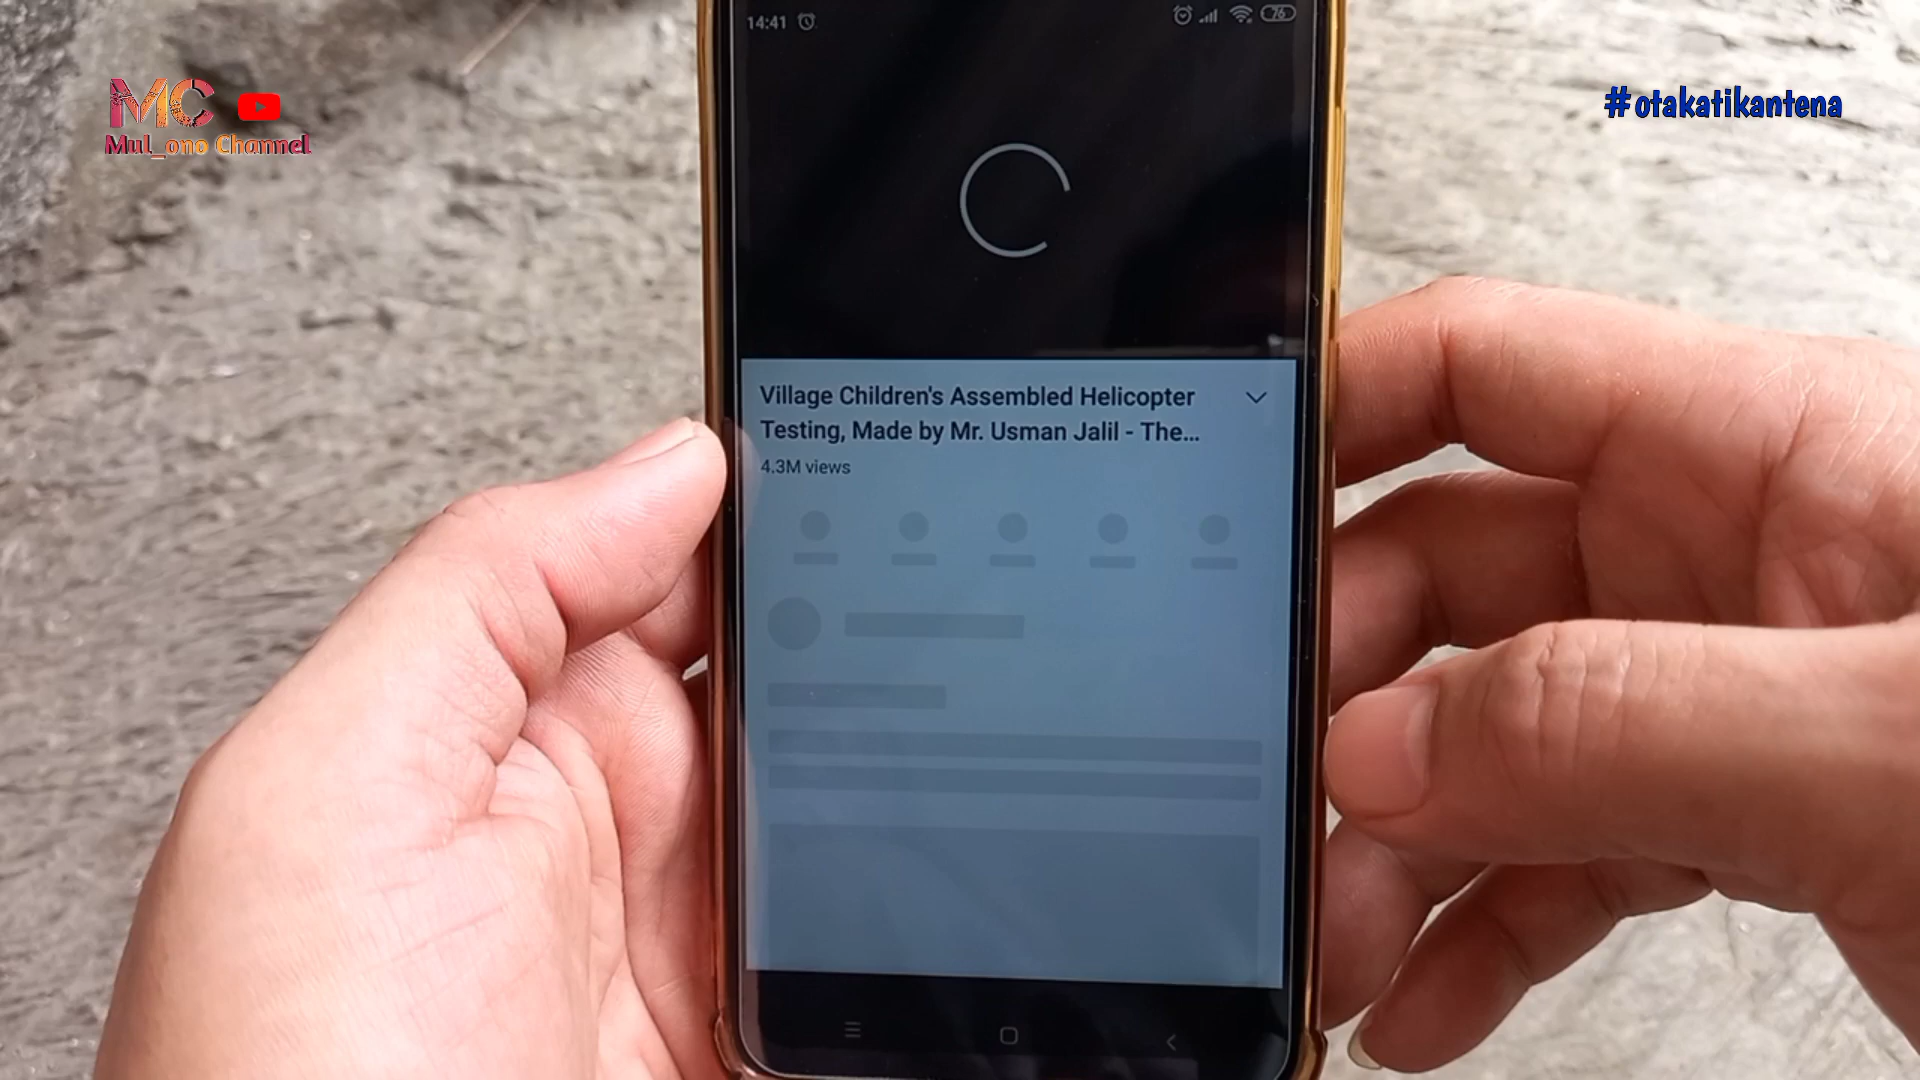 14:41
76
MC
Mul_ono Channel
#otakatikantena
Village Children's Assembled Helicopter
Testing, Made by Mr. Usman Jalil - The...
4.3M views